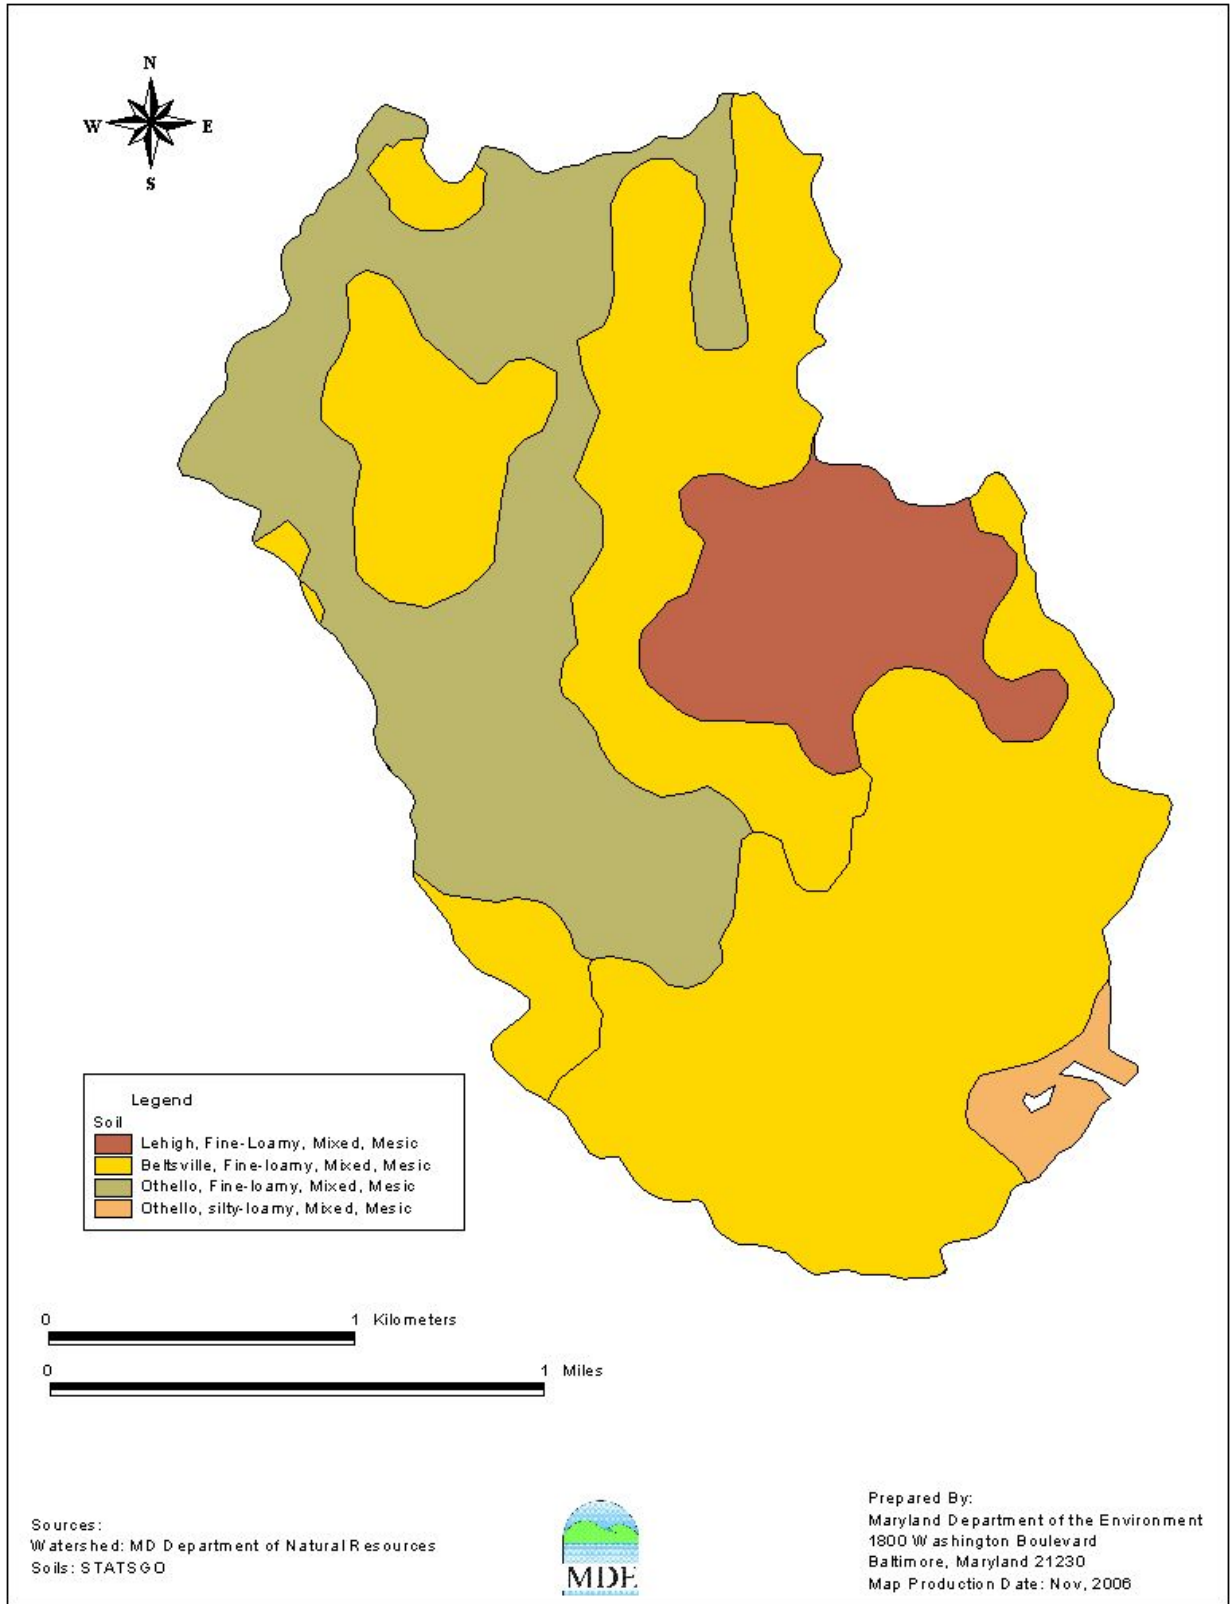 N
W E
S
Legend
Soil
Lehigh, Fine-Loamy, Mixed, Mesic
Beltsville, Fine-loamy, Mixed, Mesic
Othello, Fine-loamy, Mixed, Mesic
Othello, silty-loamy, Mixed, Mesic
0 1 Kilometers
0 1 Miles
Sources:
Watershed: MD Department of Natural Resources
Soils: STATSGO
MDE
Prepared By:
Maryland Department of the Environment
1800 Washington Boulevard
Baltimore, Maryland 21230
Map Production Date: Nov, 2006